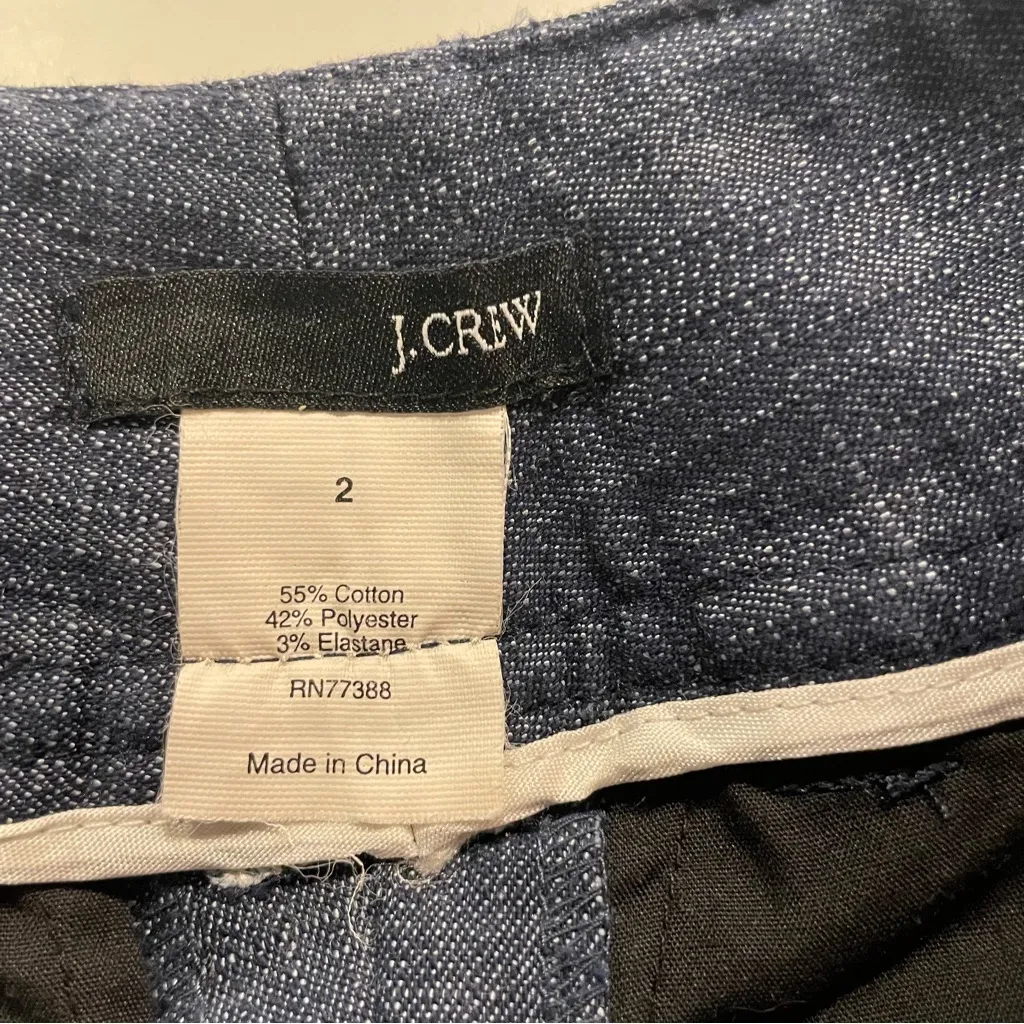 J.CREW
2
55% Cotton
42% Polyester
3% Elastane
RN77388
Made in China